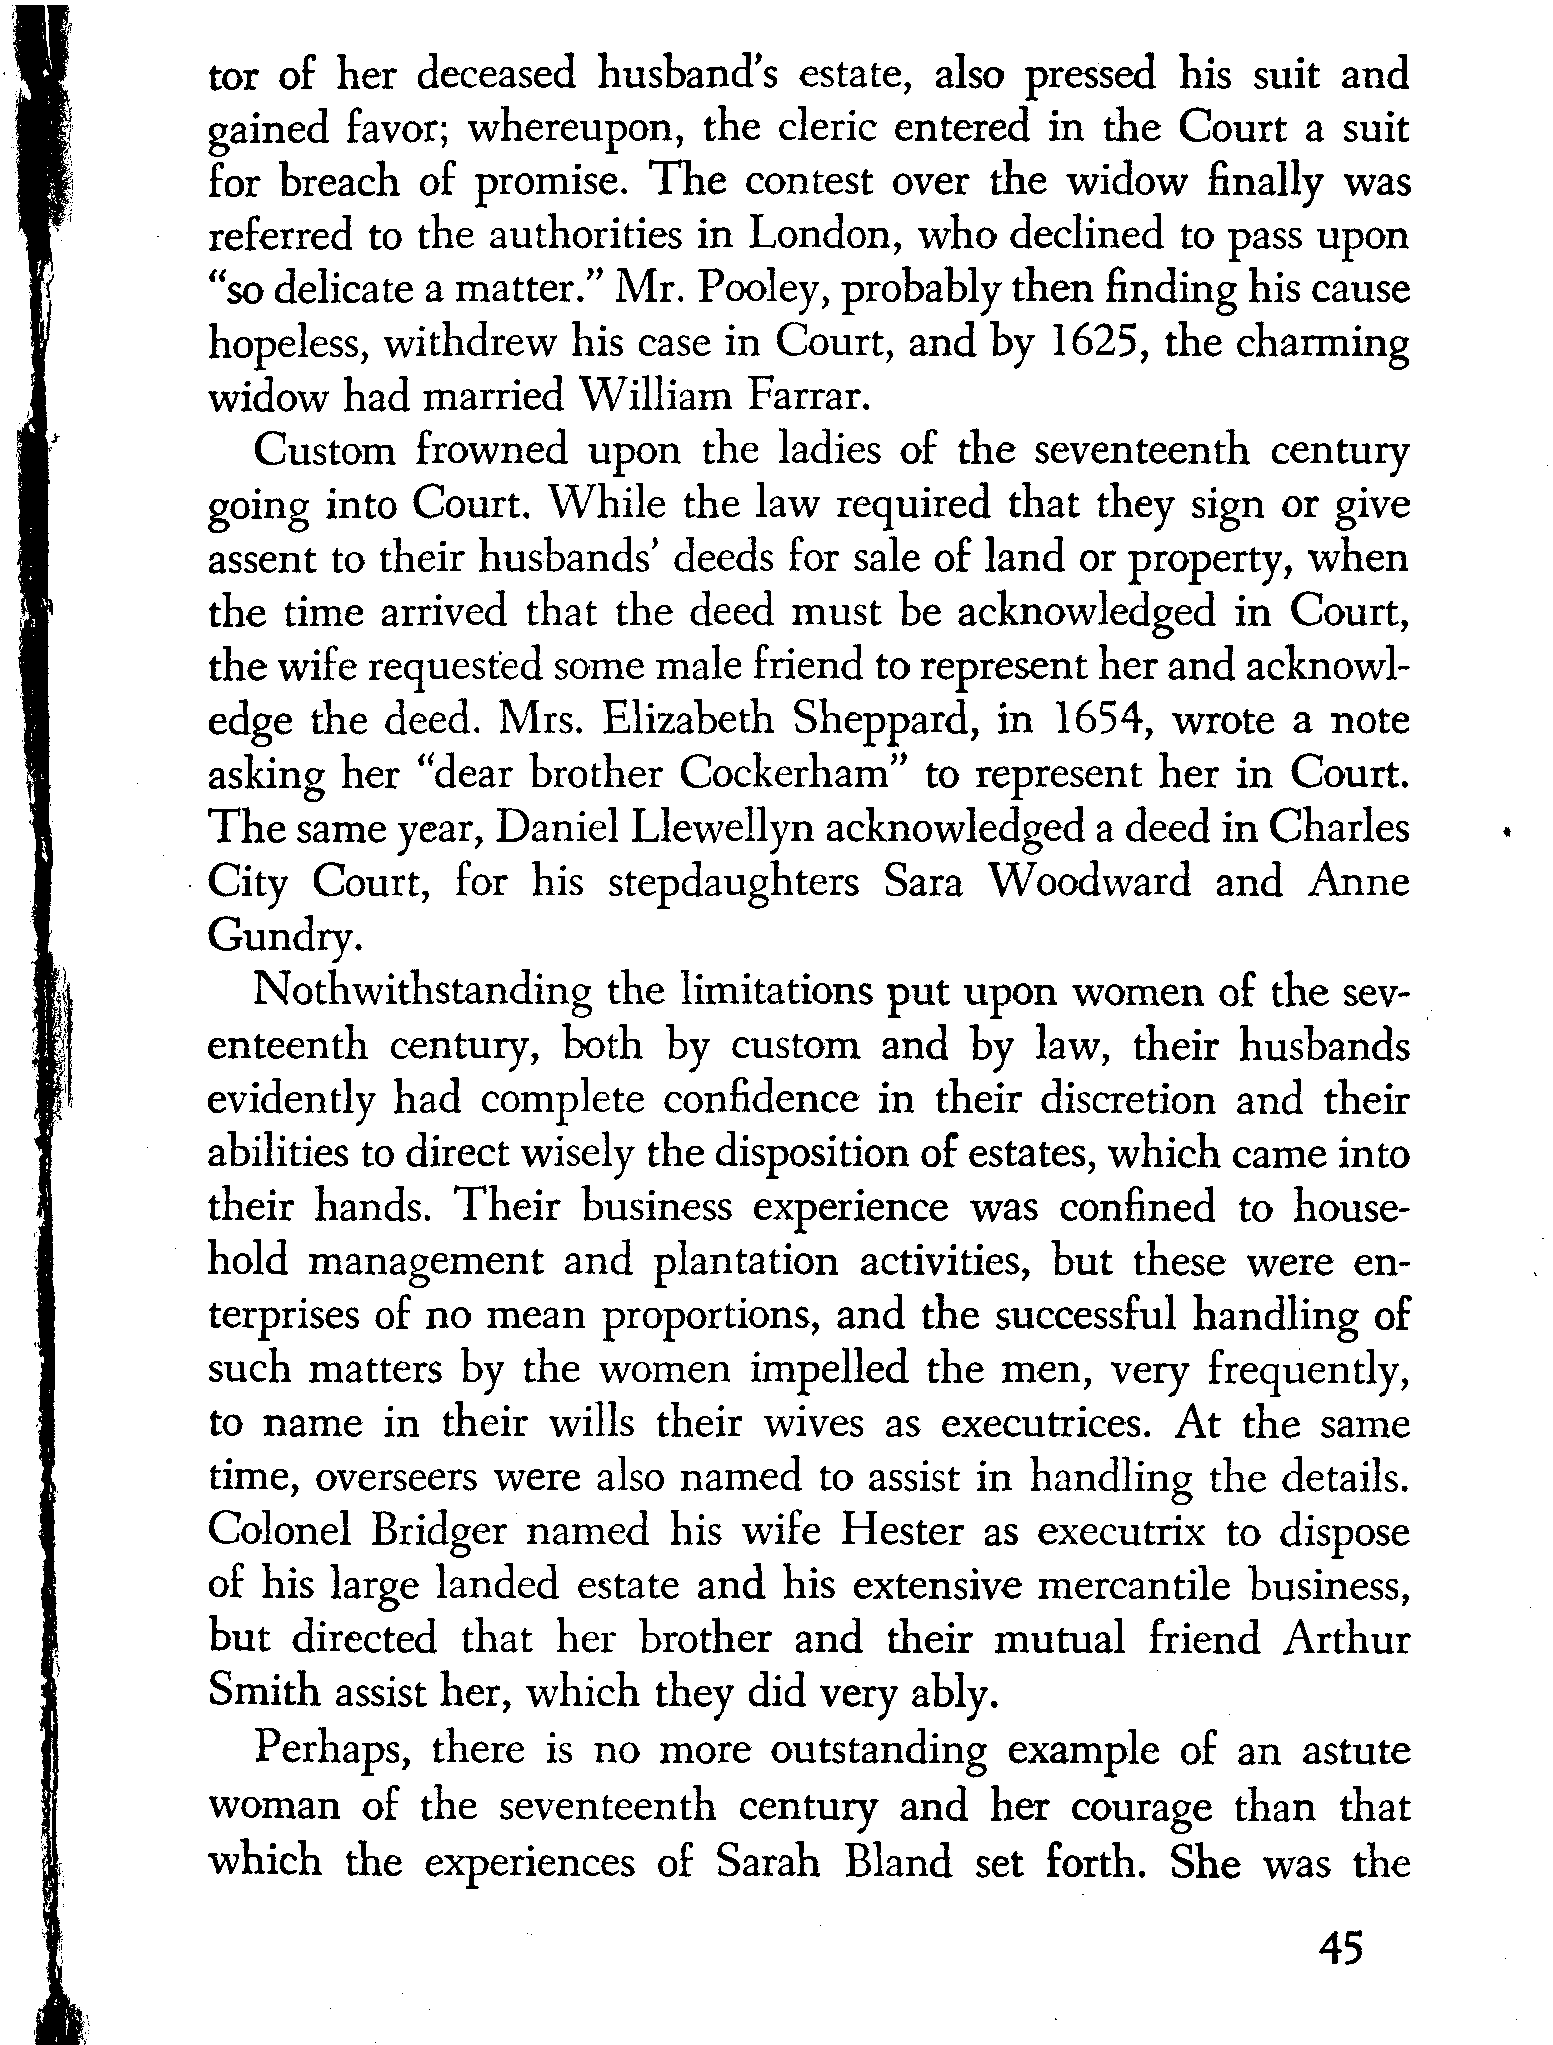 tor of her deceased husband's estate, also pressed his suit and
gained favor; whereupon, the cleric entered in the Court a suit
for breach of promise. The contest over the widow finally was
referred to the authorities in London, who declined to pass upon
"so delicate a matter." Mr. Pooley, probably then finding his cause
hopeless, withdrew his case in Court, and by 1625, the charming
widow had married William Farrar.
Custom frowned upon the ladies of the seventeenth century
going into Court. While the law required that they sign or give
assent to their husbands' deeds for sale of land or property, when
the time arrived that the deed must be acknowledged in Court,
the wife requested some male friend to represent her and acknowl-
edge the deed. Mrs. Elizabeth Sheppard, in 1654, wrote a note
asking her "dear brother Cockerham" to represent her in Court.
The same year, Daniel Llewellyn acknowledged a deed in Charles
City Court, for his stepdaughters Sara Woodward and Anne
Gundry.
Nothwithstanding the limitations put upon women of the sev-
enteenth century, both by custom and by law, their husbands
evidently had complete confidence in their discretion and their
abilities to direct wisely the disposition of estates, which came into
their hands. Their business experience was confined to house-
hold management and plantation activities, but these were en-
terprises of no mean proportions, and the successful handling of
such matters by the women impelled the men, very frequently,
to name in their wills their wives as executrices. At the same
time, overseers were also named to assist in handling the details.
Colonel Bridger named his wife Hester as executrix to dispose
of his large landed estate and his extensive mercantile business,
but directed that her brother and their mutual friend Arthur
Smith assist her, which they did very ably.
Perhaps, there is no more outstanding example of an astute
woman of the seventeenth century and her courage than that
which the experiences of Sarah Bland set forth. She was the
45